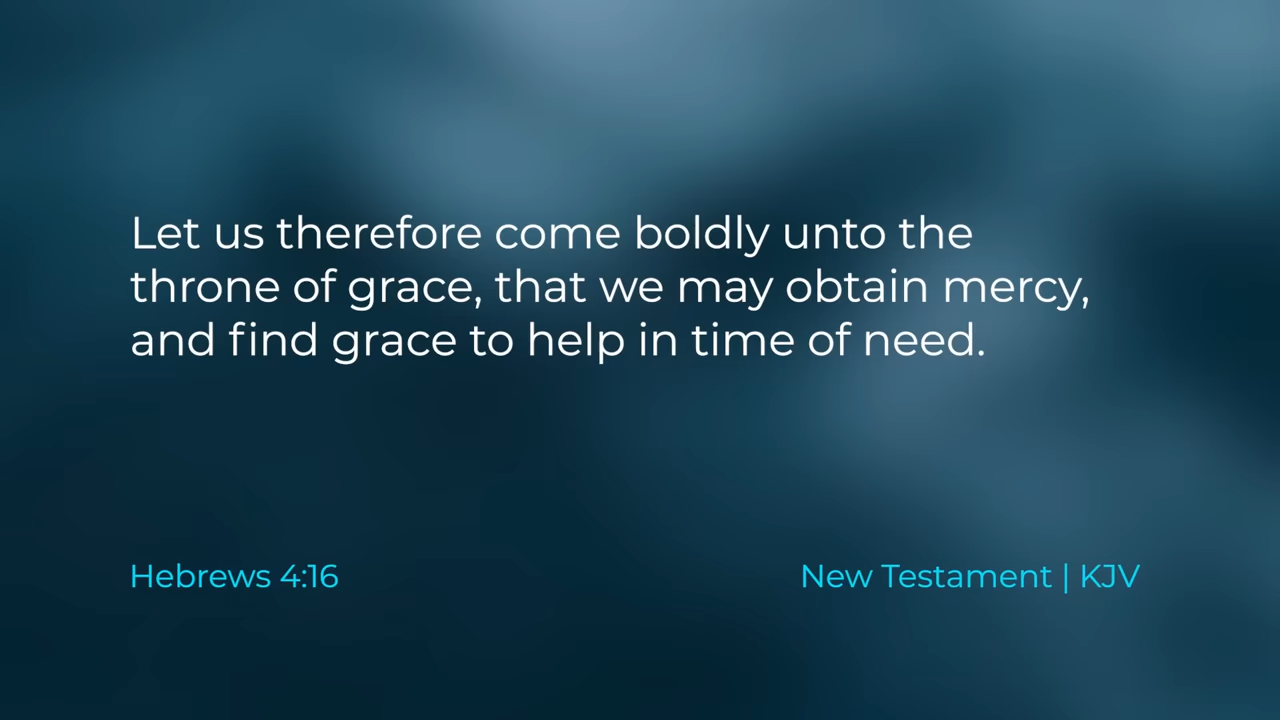 Let us therefore come boldly unto the
throne of grace, that we may obtain mercy,
and find grace to help in time of need.
Hebrews 4:16
New Testament | KJV